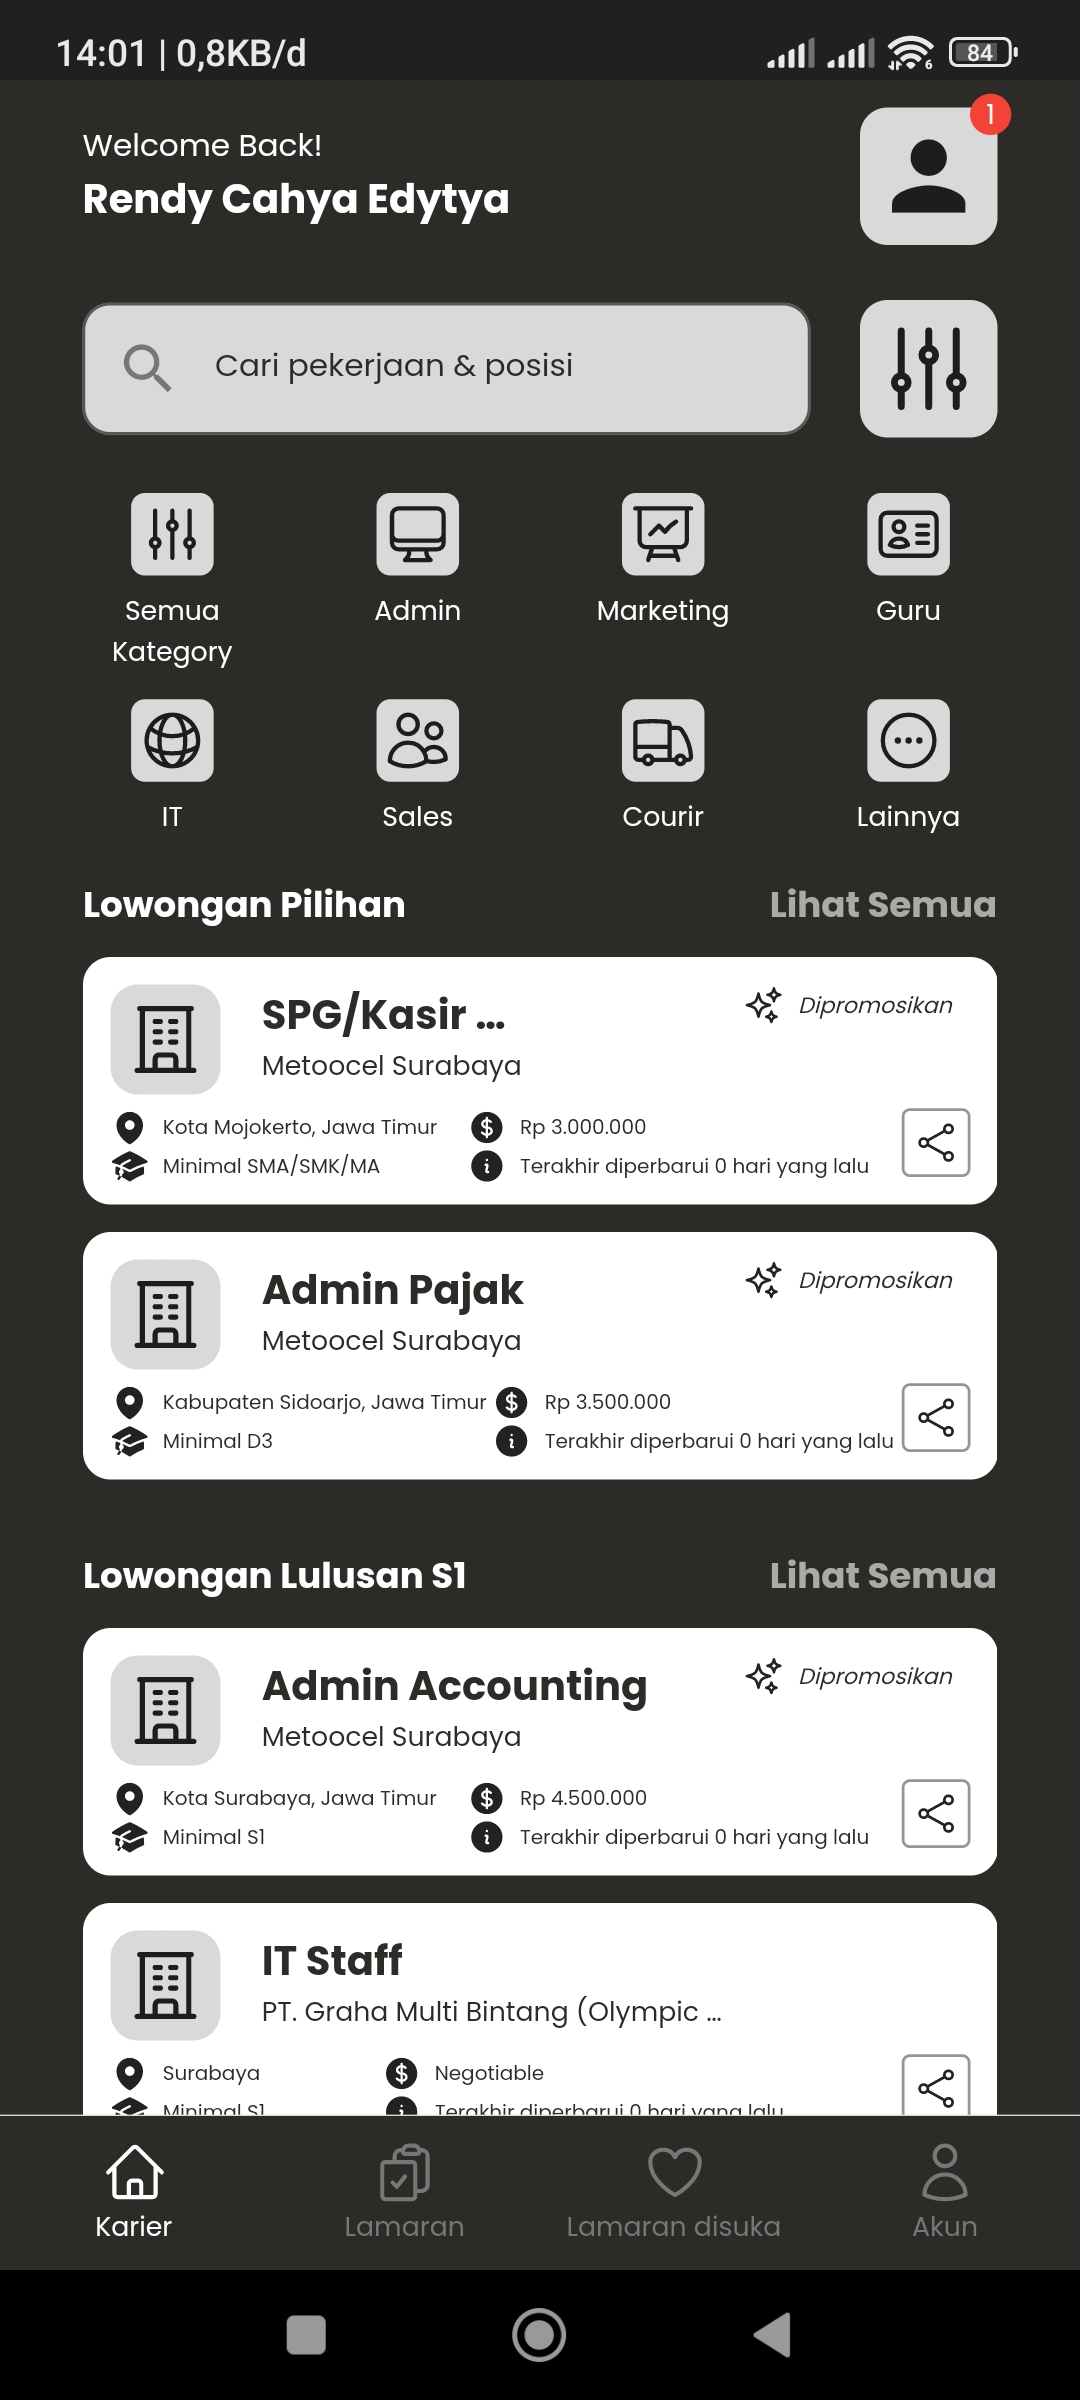 14:01 | 0,8KB/d
6
84
Welcome Back!
1
Rendy Cahya Edytya
Cari pekerjaan & posisi
Semua Kategory
Admin
Marketing
Guru
IT
Sales
Courir
Lainnya
Lowongan Pilihan
Lihat Semua
SPG/Kasir ...
Dipromosikan
Metoocel Surabaya
Kota Mojokerto, Jawa Timur
Rp 3.000.000
Minimal SMA/SMK/MA
Terakhir diperbarui 0 hari yang lalu
Admin Pajak
Dipromosikan
Metoocel Surabaya
Kabupaten Sidoarjo, Jawa Timur
Rp 3.500.000
Minimal D3
Terakhir diperbarui 0 hari yang lalu
Lowongan Lulusan S1
Lihat Semua
Admin Accounting
Dipromosikan
Metoocel Surabaya
Kota Surabaya, Jawa Timur
Rp 4.500.000
Minimal S1
Terakhir diperbarui 0 hari yang lalu
IT Staff
PT. Graha Multi Bintang (Olympic ...
Surabaya
Negotiable
Minimal S1
Terakhir diperbarui 0 hari yang lalu
Karier
Lamaran
Lamaran disuka
Akun